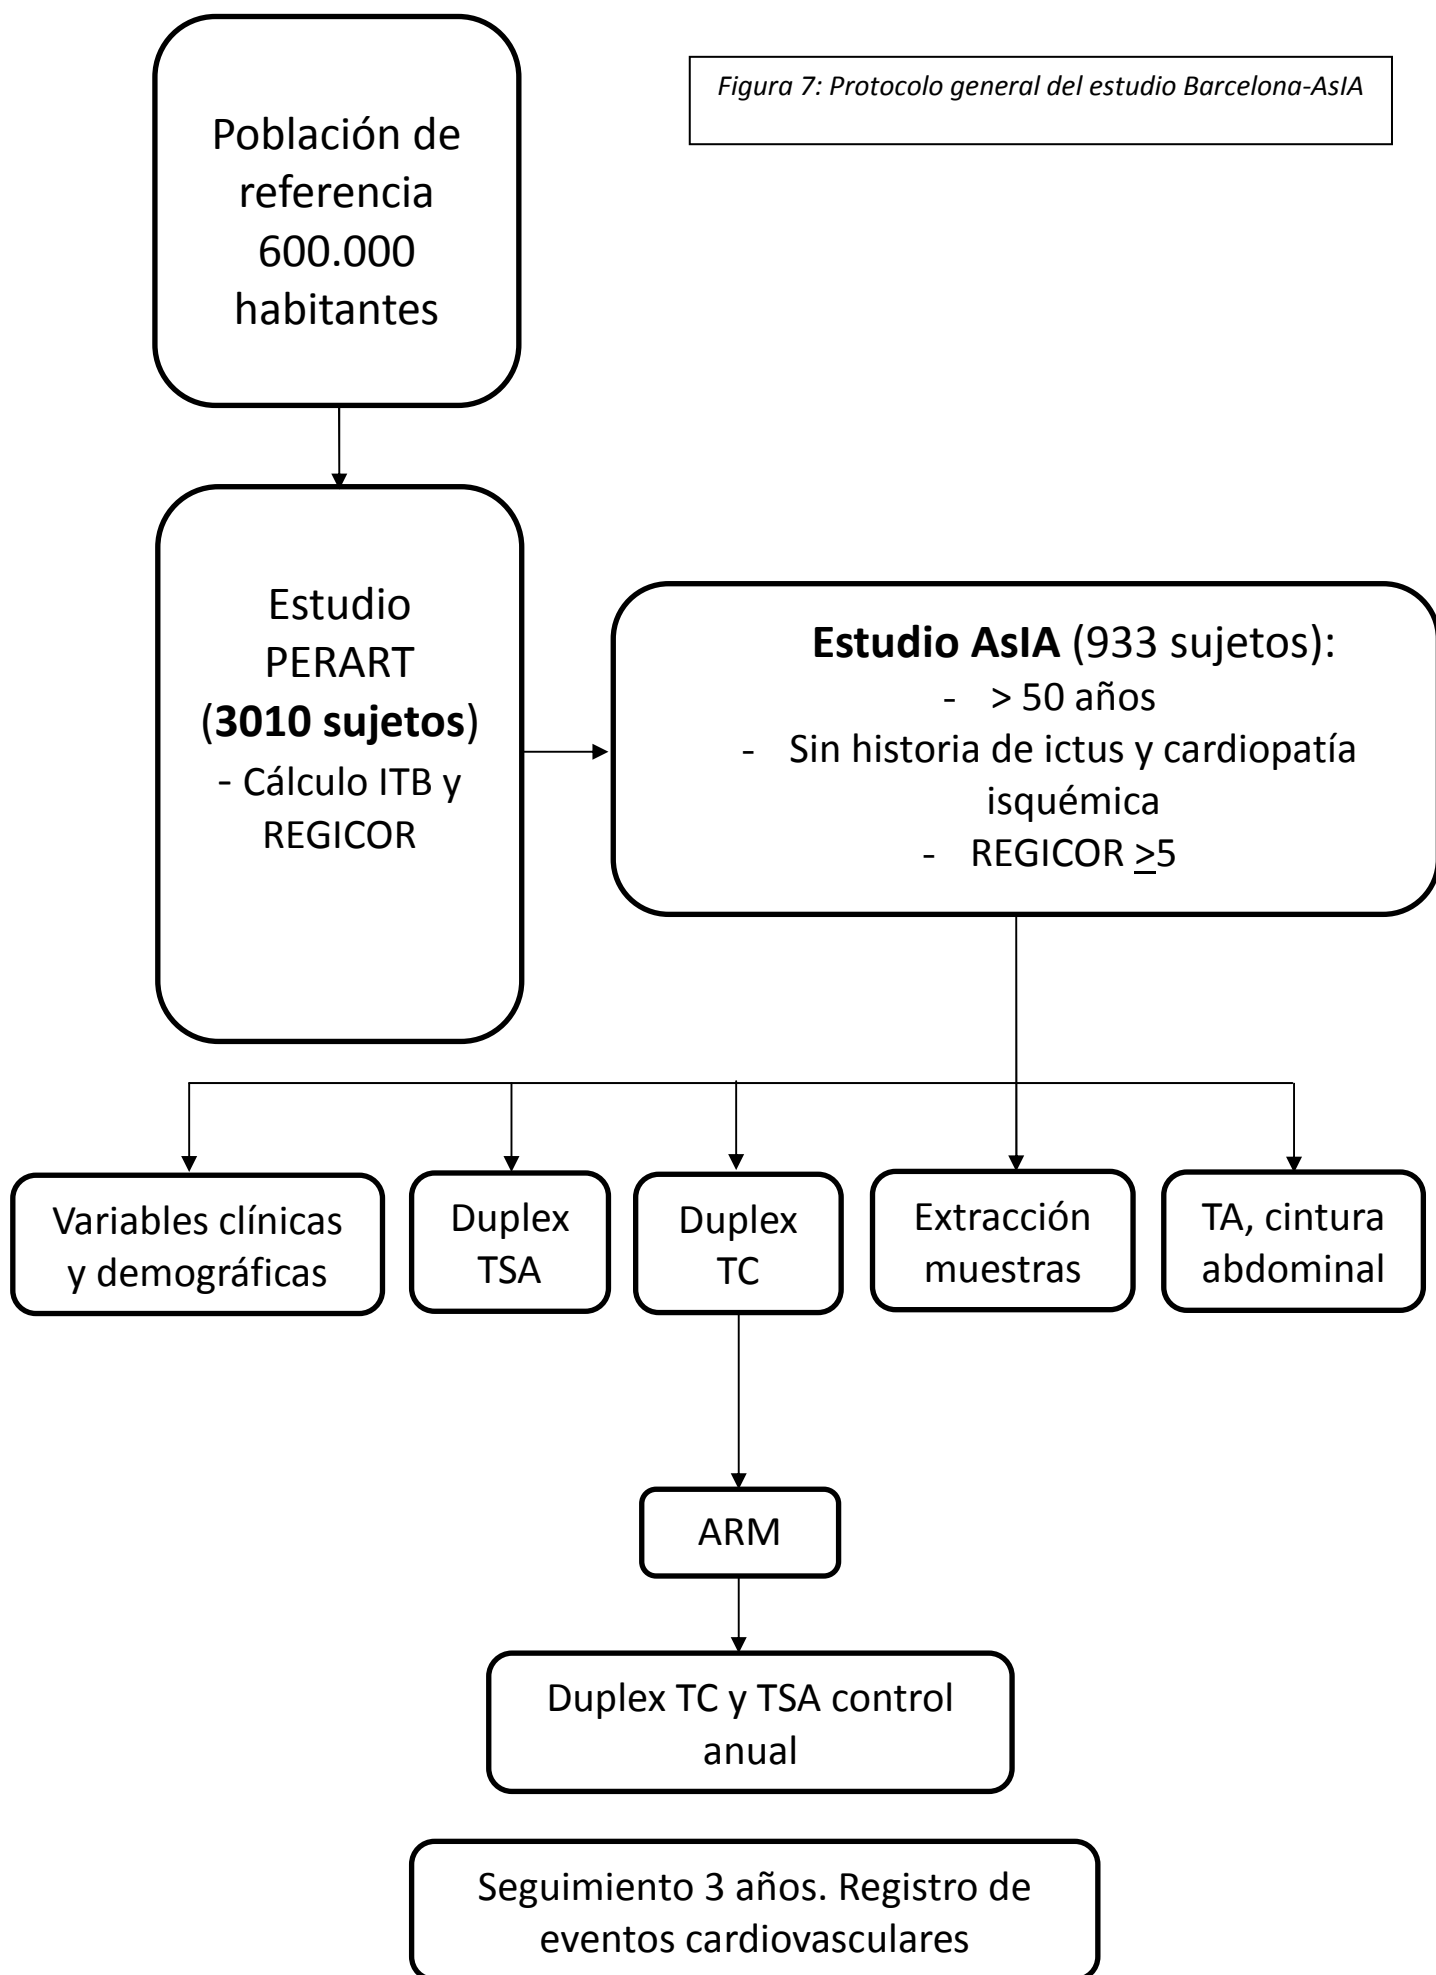 Figura 7: Protocolo general del estudio Barcelona-AsIA
Población de
referencia
600.000
habitantes
Estudio
PERART
(3010 sujetos)
- Cálculo ITB y
REGICOR
Estudio AsIA (933 sujetos):
- > 50 años
- Sin historia de ictus y cardiopatía
isquémica
- REGICOR >5
Variables clínicas
y demográficas
Duplex
TSA
Duplex
TC
Extracción
muestras
TA, cintura
abdominal
ARM
Duplex TC y TSA control
anual
Seguimiento 3 años. Registro de
eventos cardiovasculares